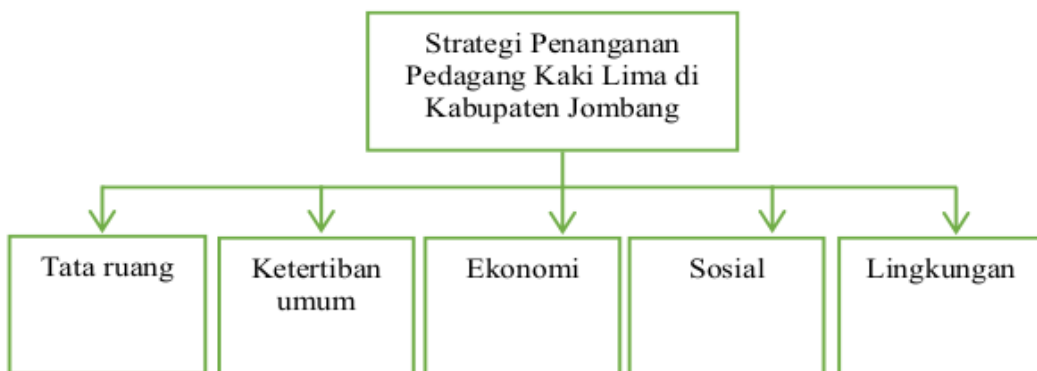 Strategi Penanganan
Pedagang Kaki Lima di
Kabupaten Jombang
Tata ruang
Ketertiban
umum
Ekonomi
Sosial
Lingkungan